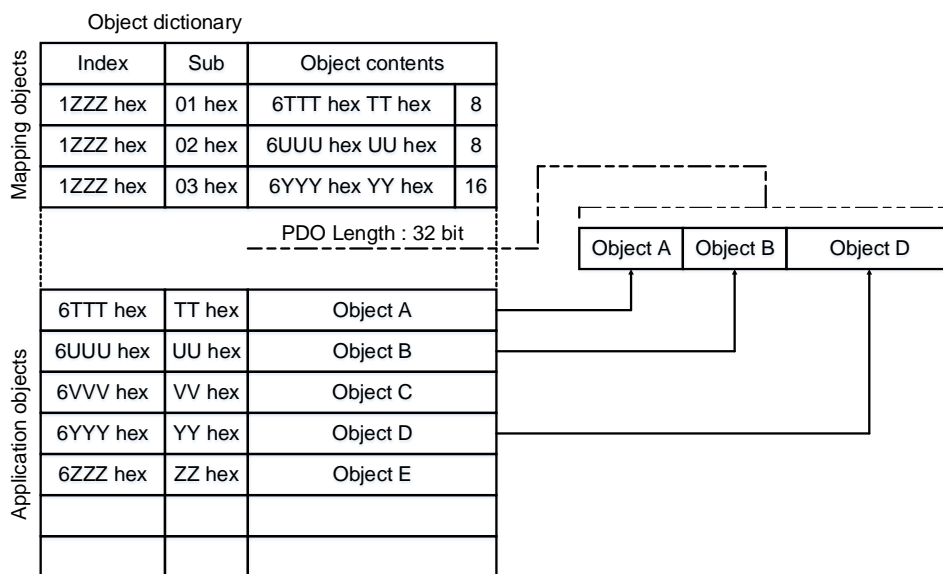 Object dictionary
Mapping objects
Index Sub Object contents
1ZZZ hex 01 hex 6TTT hex TT hex 8
1ZZZ hex 02 hex 6UUU hex UU hex 8
1ZZZ hex 03 hex 6YYY hex YY hex 16
PDO Length : 32 bit
Object A Object B Object D
Application objects
6TTT hex TT hex Object A
6UUU hex UU hex Object B
6VVV hex VV hex Object C
6YYY hex YY hex Object D
6ZZZ hex ZZ hex Object E